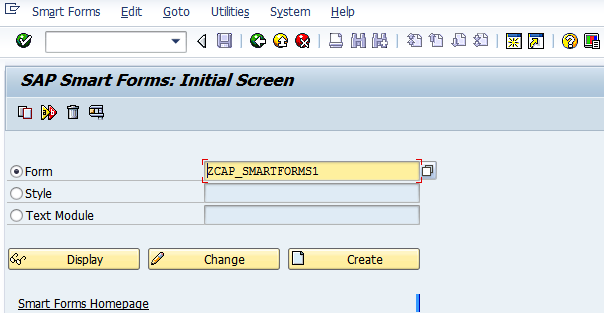 Smart Forms Edit Goto Utilities System Help
SAP Smart Forms: Initial Screen
Form ZCAP_SMARTFORMS1
Style
Text Module
Display Change Create
Smart Forms Homepage